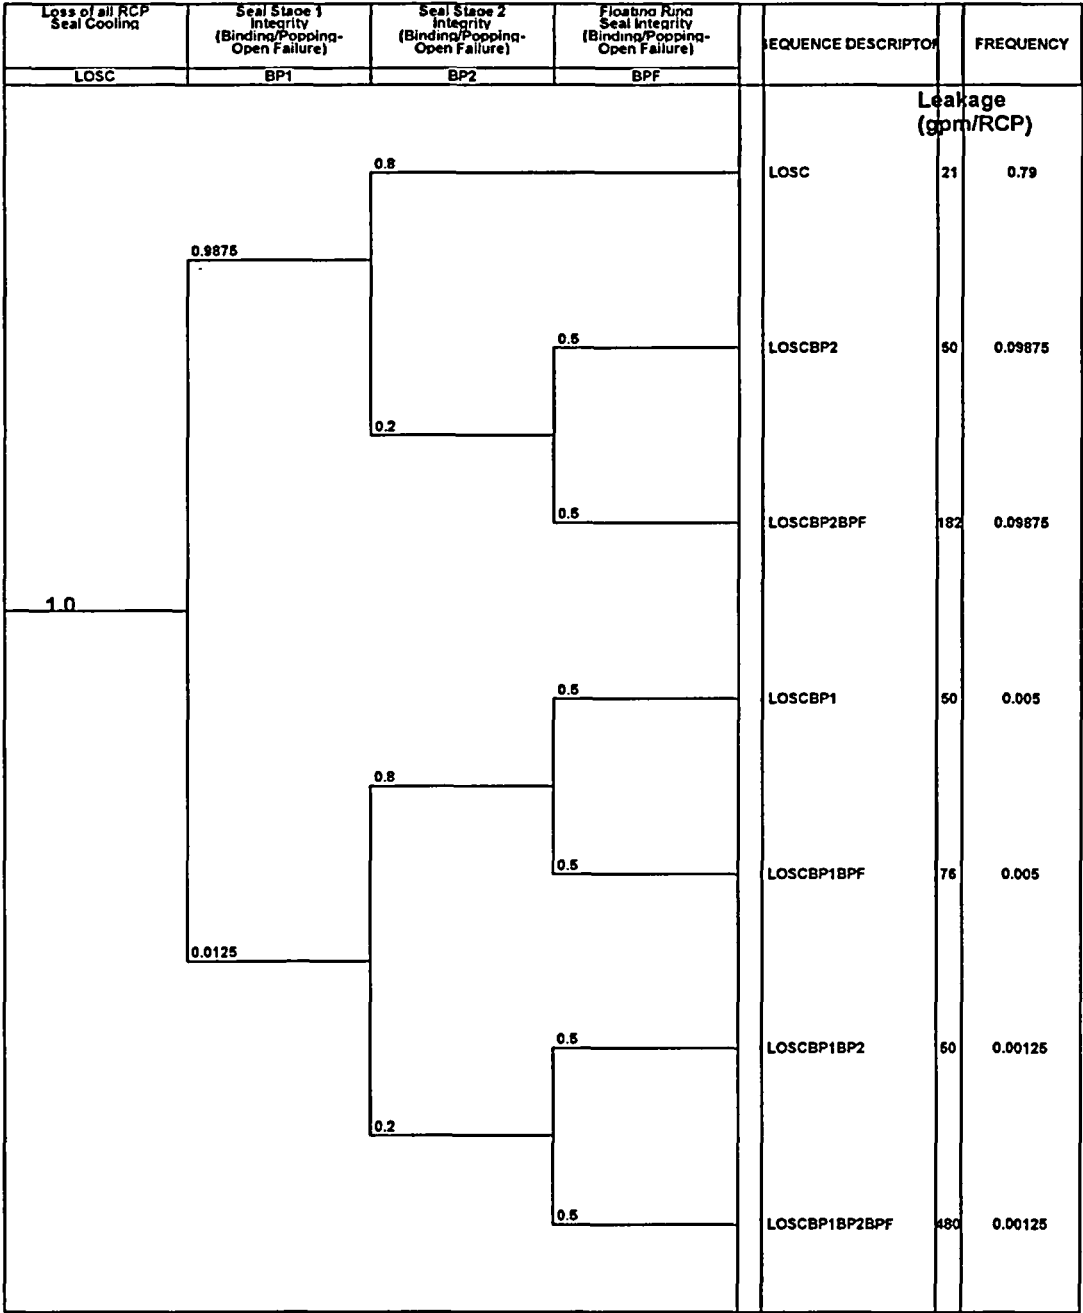 Loss of all RCP
Seal Cooling
Seal Stage 1
Integrity
(Binding/Popping-
Open Failure)
Seal Stage 2
Integrity
(Binding/Popping-
Open Failure)
Floating Ring
Seal Integrity
(Binding/Popping-
Open Failure)
EQUENCE DESCRIPTO
FREQUENCY
LOSC
BP1
BP2
BPF
Leakage
(gpm/RCP)
0.8
LOSC
21
0.79
0.9875
0.5
LOSCBP2
50
0.09875
0.2
0.5
LOSCBP2BPF
182
0.09875
1.0
0.5
LOSCBP1
50
0.005
0.8
0.5
LOSCBP1BPF
76
0.005
0.0125
0.5
LOSCBP1BP2
50
0.00125
0.2
0.5
LOSCBP1BP2BPF
480
0.00125